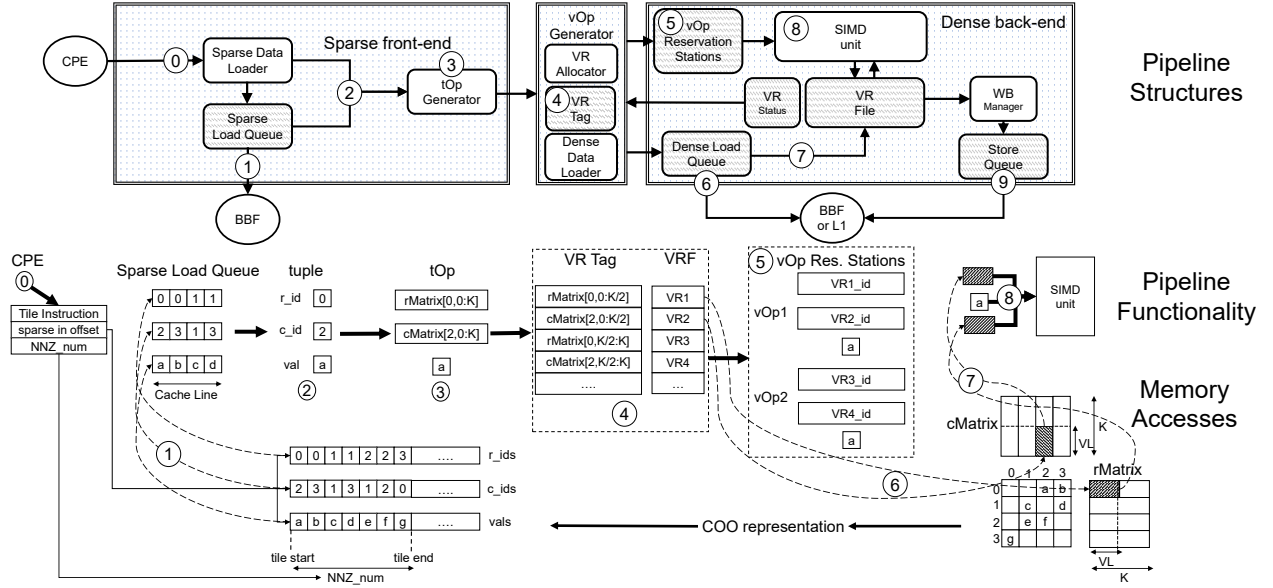 Sparse front-end
vOp
Generator
Dense back-end
Pipeline
Structures
CPE
0
Sparse Data
Loader
Sparse
Load Queue
1
BBF
2
3
tOp
Generator
VR
Allocator
4
VR
Tag
Dense
Data
Loader
5
vOp
Reservation
Stations
8
SIMD
unit
VR
Status
VR
File
WB
Manager
Dense Load
Queue
6
7
Store
Queue
9
BBF
or L1
Pipeline
Functionality
Memory
Accesses
CPE
0
Tile Instruction
sparse in offset
NNZ_num
Sparse Load Queue
0 0 1 1
2 3 1 3
a b c d
Cache Line
tuple
r_id 0
c_id 2
val a
2
tOp
rMatrix[0,0:K]
cMatrix[2,0:K]
a
3
VR Tag
VRF
rMatrix[0,0:K/2]
VR1
cMatrix[2,0:K/2]
VR2
rMatrix[0,K/2:K]
VR3
cMatrix[2,K/2:K]
VR4
....
...
4
5
vOp Res. Stations
VR1_id
vOp1
VR2_id
a
VR3_id
vOp2
VR4_id
a
a
8
SIMD
unit
7
cMatrix
VL
K
6
0 1 2 3
0 a b
1 c d
2 e f
3 g
rMatrix
VL
K
1
0 0 1 1 2 2 3 .... r_ids
2 3 1 3 1 2 0 .... c_ids
a b c d e f g .... vals
tile start
tile end
NNZ_num
COO representation